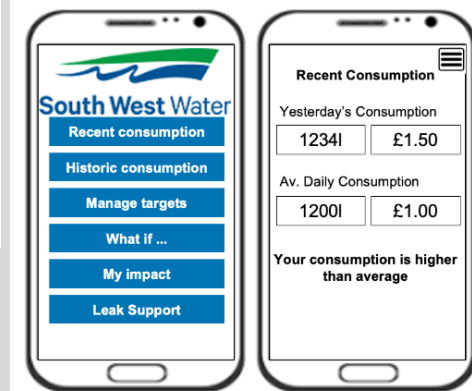 South West Water
Recent consumption
Historic consumption
Manage targets
What if ...
My impact
Leak Support
Recent Consumption
Yesterday's Consumption
1234l £1.50
Av. Daily Consumption
1200l £1.00
Your consumption is higher
than average